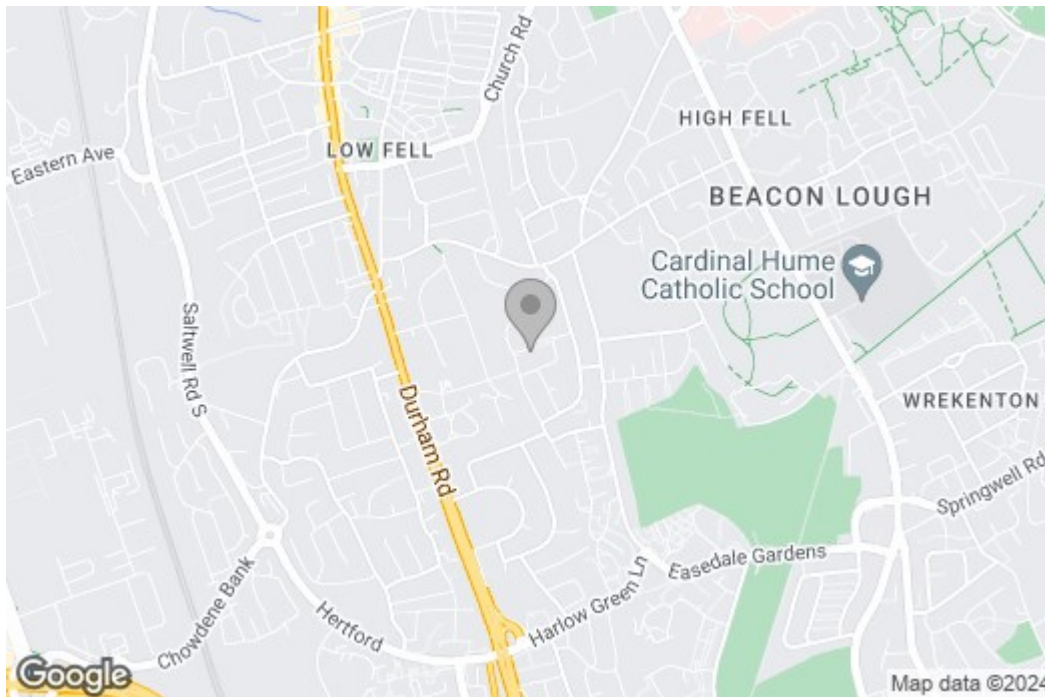 Church Rd
HIGH FELL
LOW FELL
Eastern Ave
BEACON LOUGH
Cardinal Hume
Catholic School
Saltwell Rd S
Durham Rd
WREKENTON
Springwell Rd
Easedale Gardens
Harlow Green Ln
Chowdene Bank
Hertford
Google
Map data ©2024